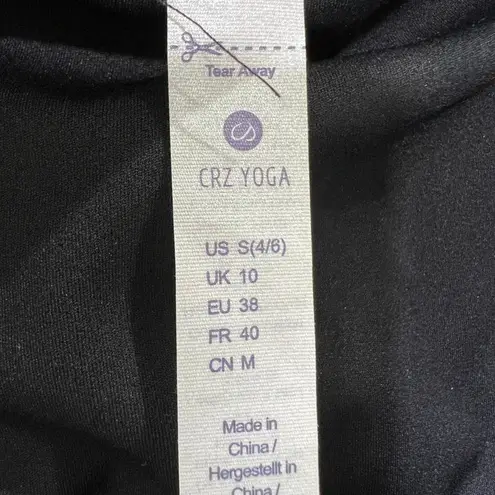 Tear Away
CRZ YOGA
US S(4/6)
UK 10
EU 38
FR 40
CN M
Made in
China /
Hergestellt in
China /